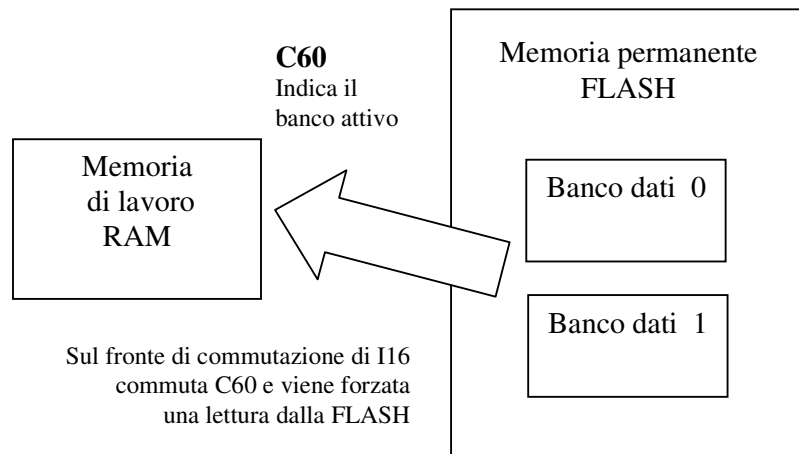 C60
Indica il
banco attivo
Memoria permanente
FLASH
Memoria
di lavoro
RAM
Banco dati 0
Banco dati 1
Sul fronte di commutazione di I16
commuta C60 e viene forzata
una lettura dalla FLASH